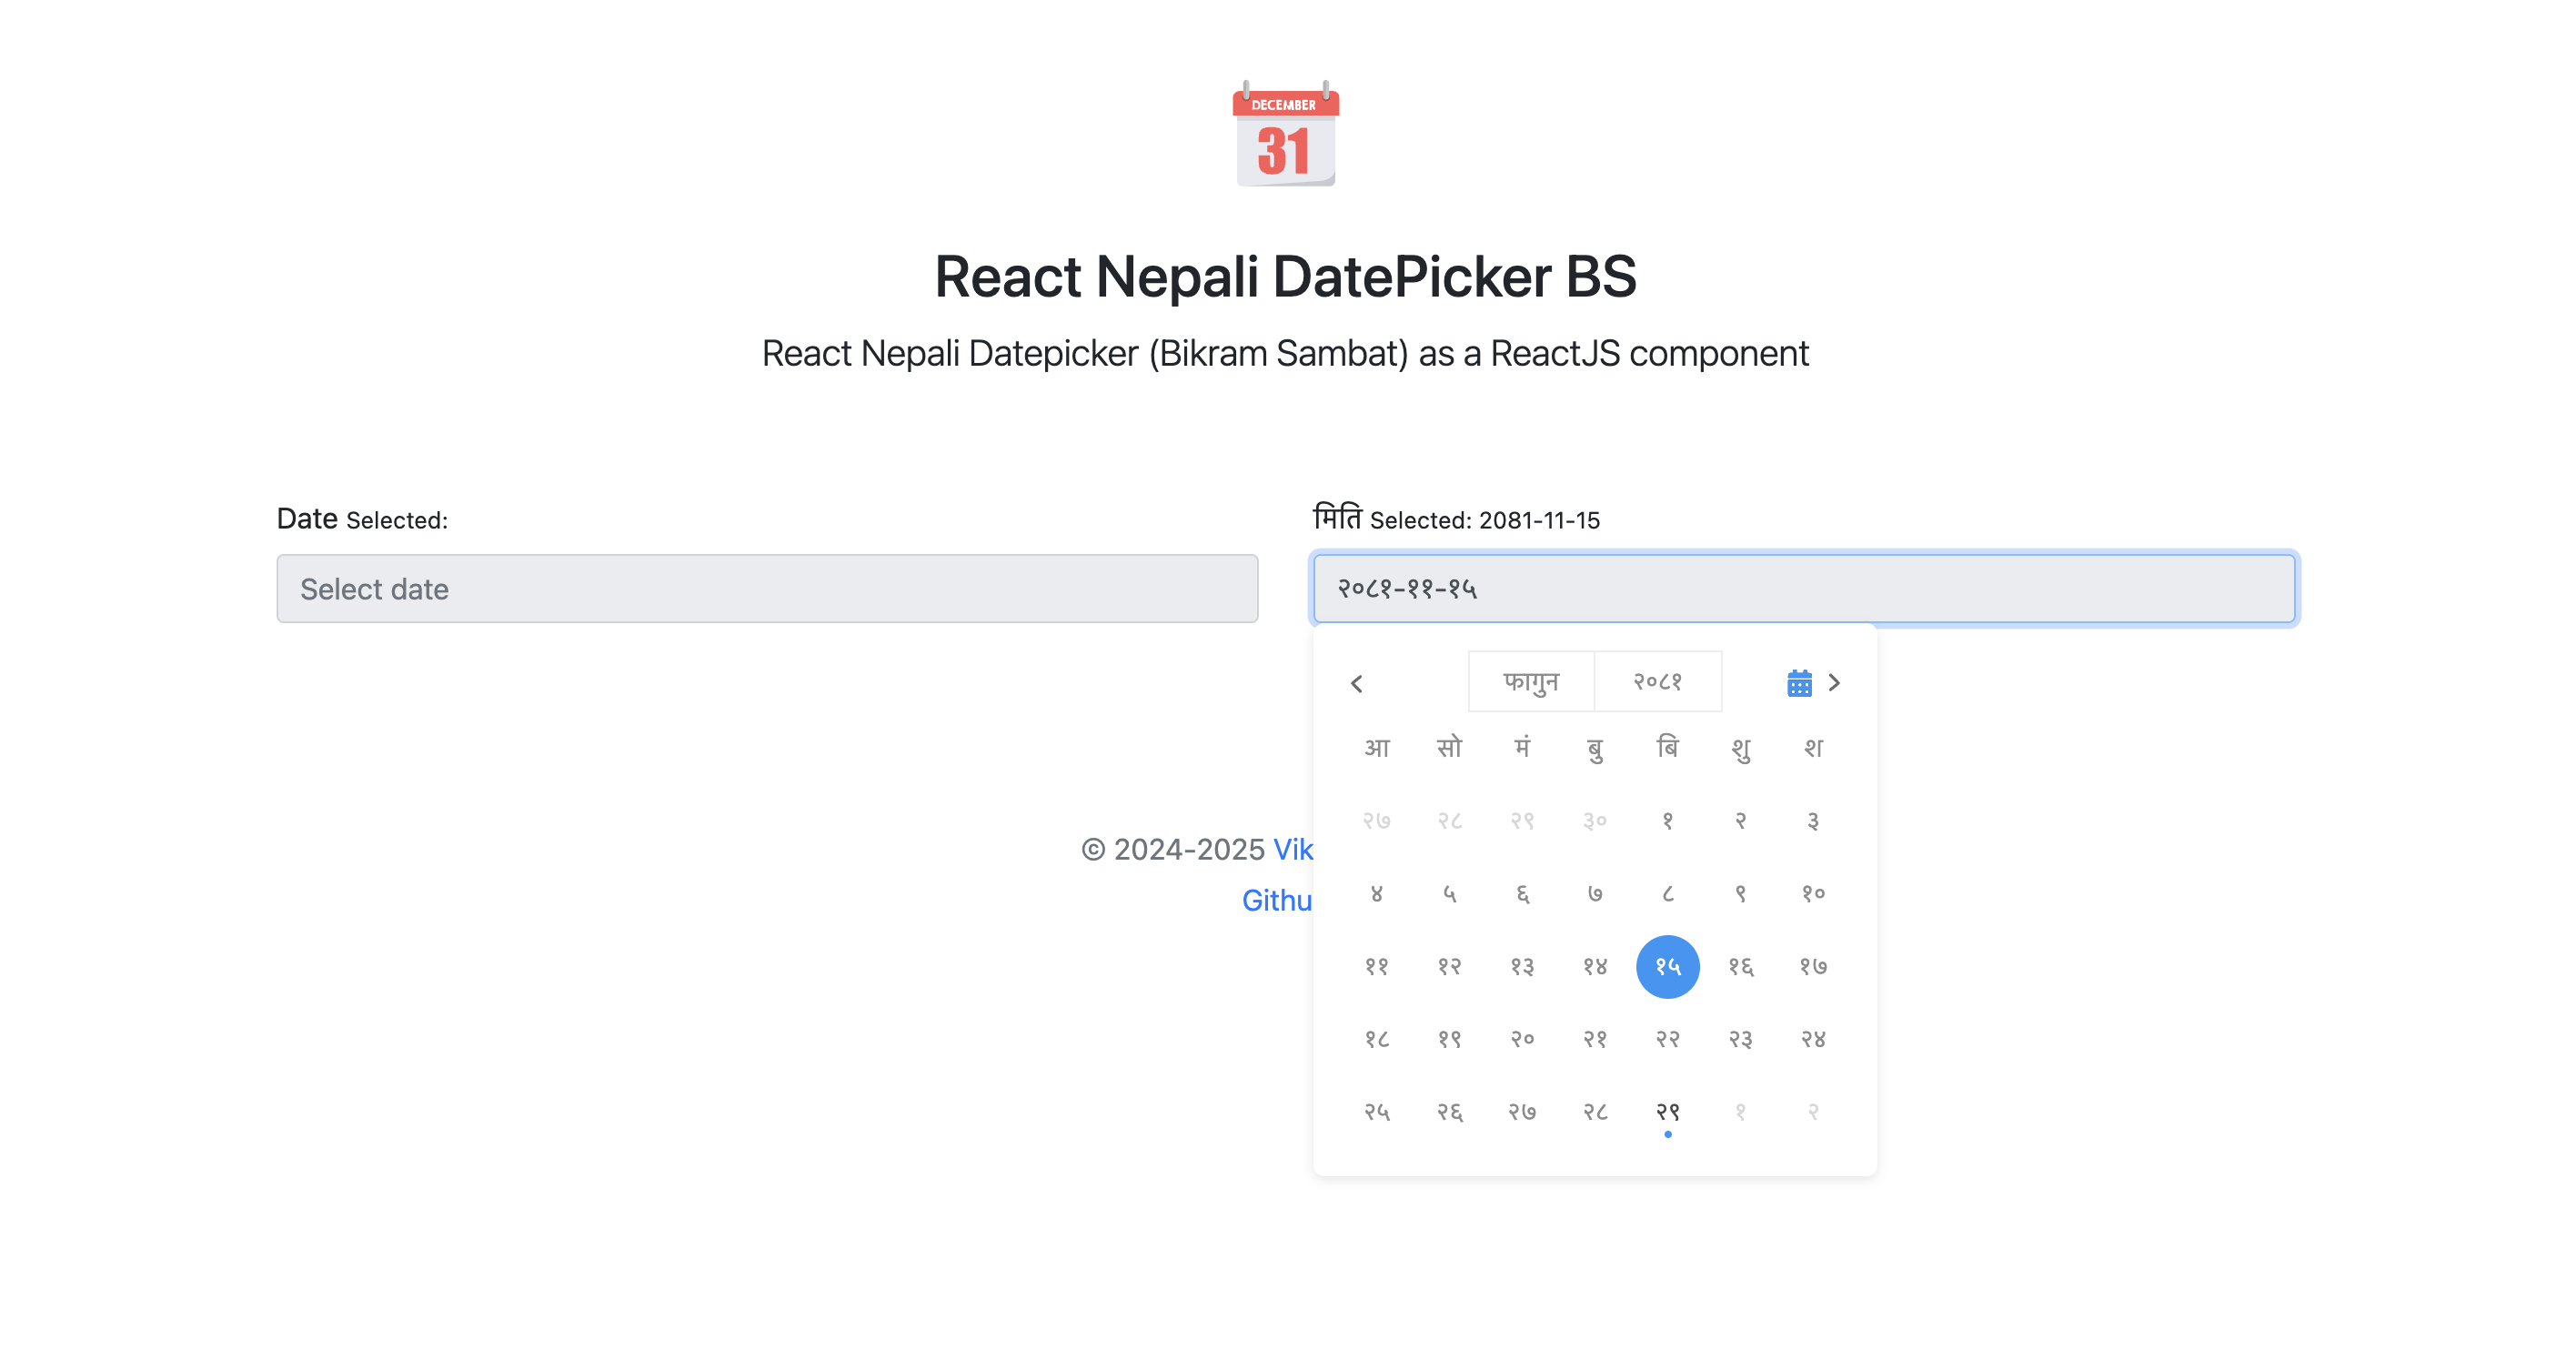 DECEMBER
31
React Nepali DatePicker BS
React Nepali Datepicker (Bikram Sambat) as a ReactJS component
Date Selected:
Select date
मिति Selected: 2081-11-15
२०८१-११-१५
फागुन २०८१
आ सो मं बु बि शु श
२७ २८ २९ ३० १ २ ३
४ ५ ६ ७ ८ ९ १०
११ १२ १३ १४ १५ १६ १७
१८ १९ २० २१ २२ २३ २४
२५ २६ २७ २८ २९ १ २
© 2024-2025 Vik
Githu